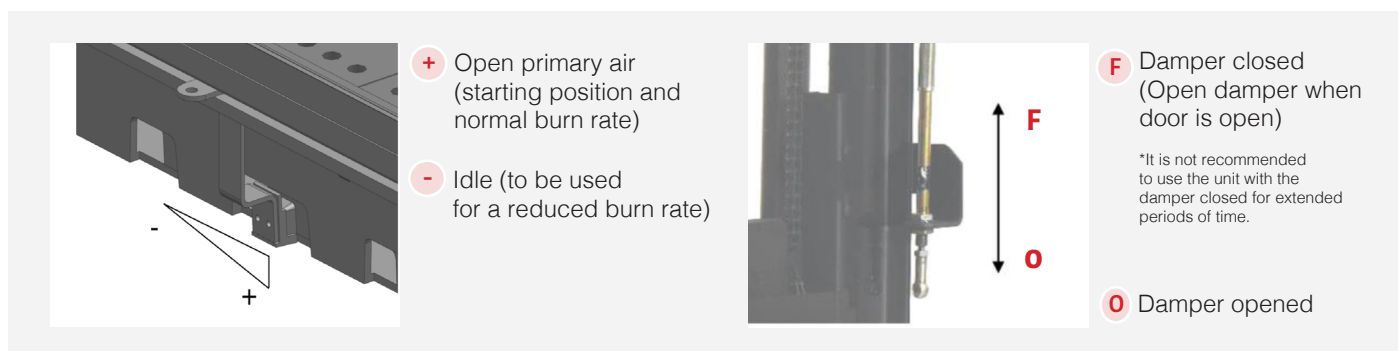 -
+
+ Open primary air
(starting position and
normal burn rate)
- Idle (to be used
for a reduced burn rate)
F
O
F Damper closed
(Open damper when
door is open)
*It is not recommended
to use the unit with the
damper closed for extended
periods of time.
O Damper opened